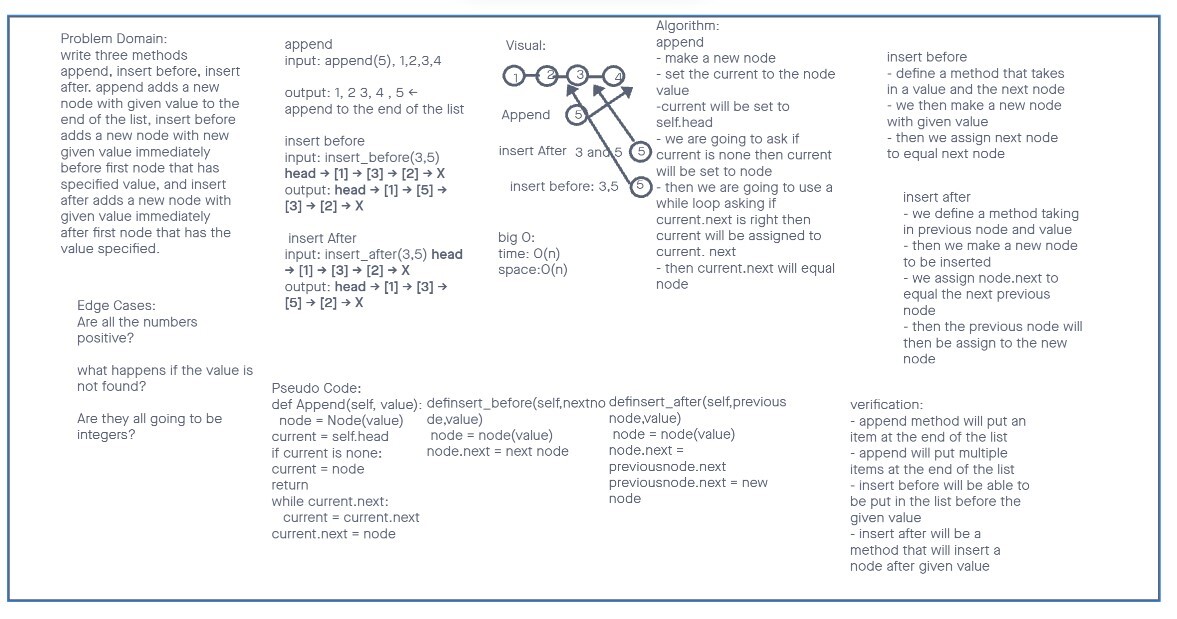 Problem Domain:
write three methods
append, insert before, insert
after. append adds a new
node with given value to the
end of the list, insert before
adds a new node with new
given value immediately
before first node that has
specified value, and insert
after adds a new node with
given value immediately
after first node that has the
value specified.
Edge Cases:
Are all the numbers
positive?
what happens if the value is
not found?
Are they all going to be
integers?
append
input: append(5), 1,2,3,4
output: 1, 2 3, 4 , 5 ←
append to the end of the list
insert before
input: insert_before(3,5)
head → [1] → [3] → [2] → X
output: head → [1] → [5] →
[3] → [2] → X
insert After
input: insert_after(3,5) head
→ [1] → [3] → [2] → X
output: head → [1] → [3] →
[5] → [2] → X
Visual:
1 2 3 4
Append 5
insert After 3 and 5 5
insert before: 3,5 5
big O:
time: O(n)
space:O(n)
Algorithm:
append
- make a new node
- set the current to the node
value
-current will be set to
self.head
- we are going to ask if
current is none then current
will be set to node
- then we are going to use a
while loop asking if
current.next is right then
current will be assigned to
current. next
- then current.next will equal
node
insert before
- define a method that takes
in a value and the next node
- we then make a new node
with given value
- then we assign next node
to equal next node
insert after
- we define a method taking
in previous node and value
- then we make a new node
to be inserted
- we assign node.next to
equal the next previous
node
- then the previous node will
then be assign to the new
node
Pseudo Code:
def Append(self, value):
node = Node(value)
current = self.head
if current is none:
current = node
return
while current.next:
current = current.next
current.next = node
definsert_before(self,nextno
de,value)
node = node(value)
node.next = next node
definsert_after(self,previous
node,value)
node = node(value)
node.next =
previousnode.next
previousnode.next = new
node
verification:
- append method will put an
item at the end of the list
- append will put multiple
items at the end of the list
- insert before will be able to
be put in the list before the
given value
- insert after will be a
method that will insert a
node after given value